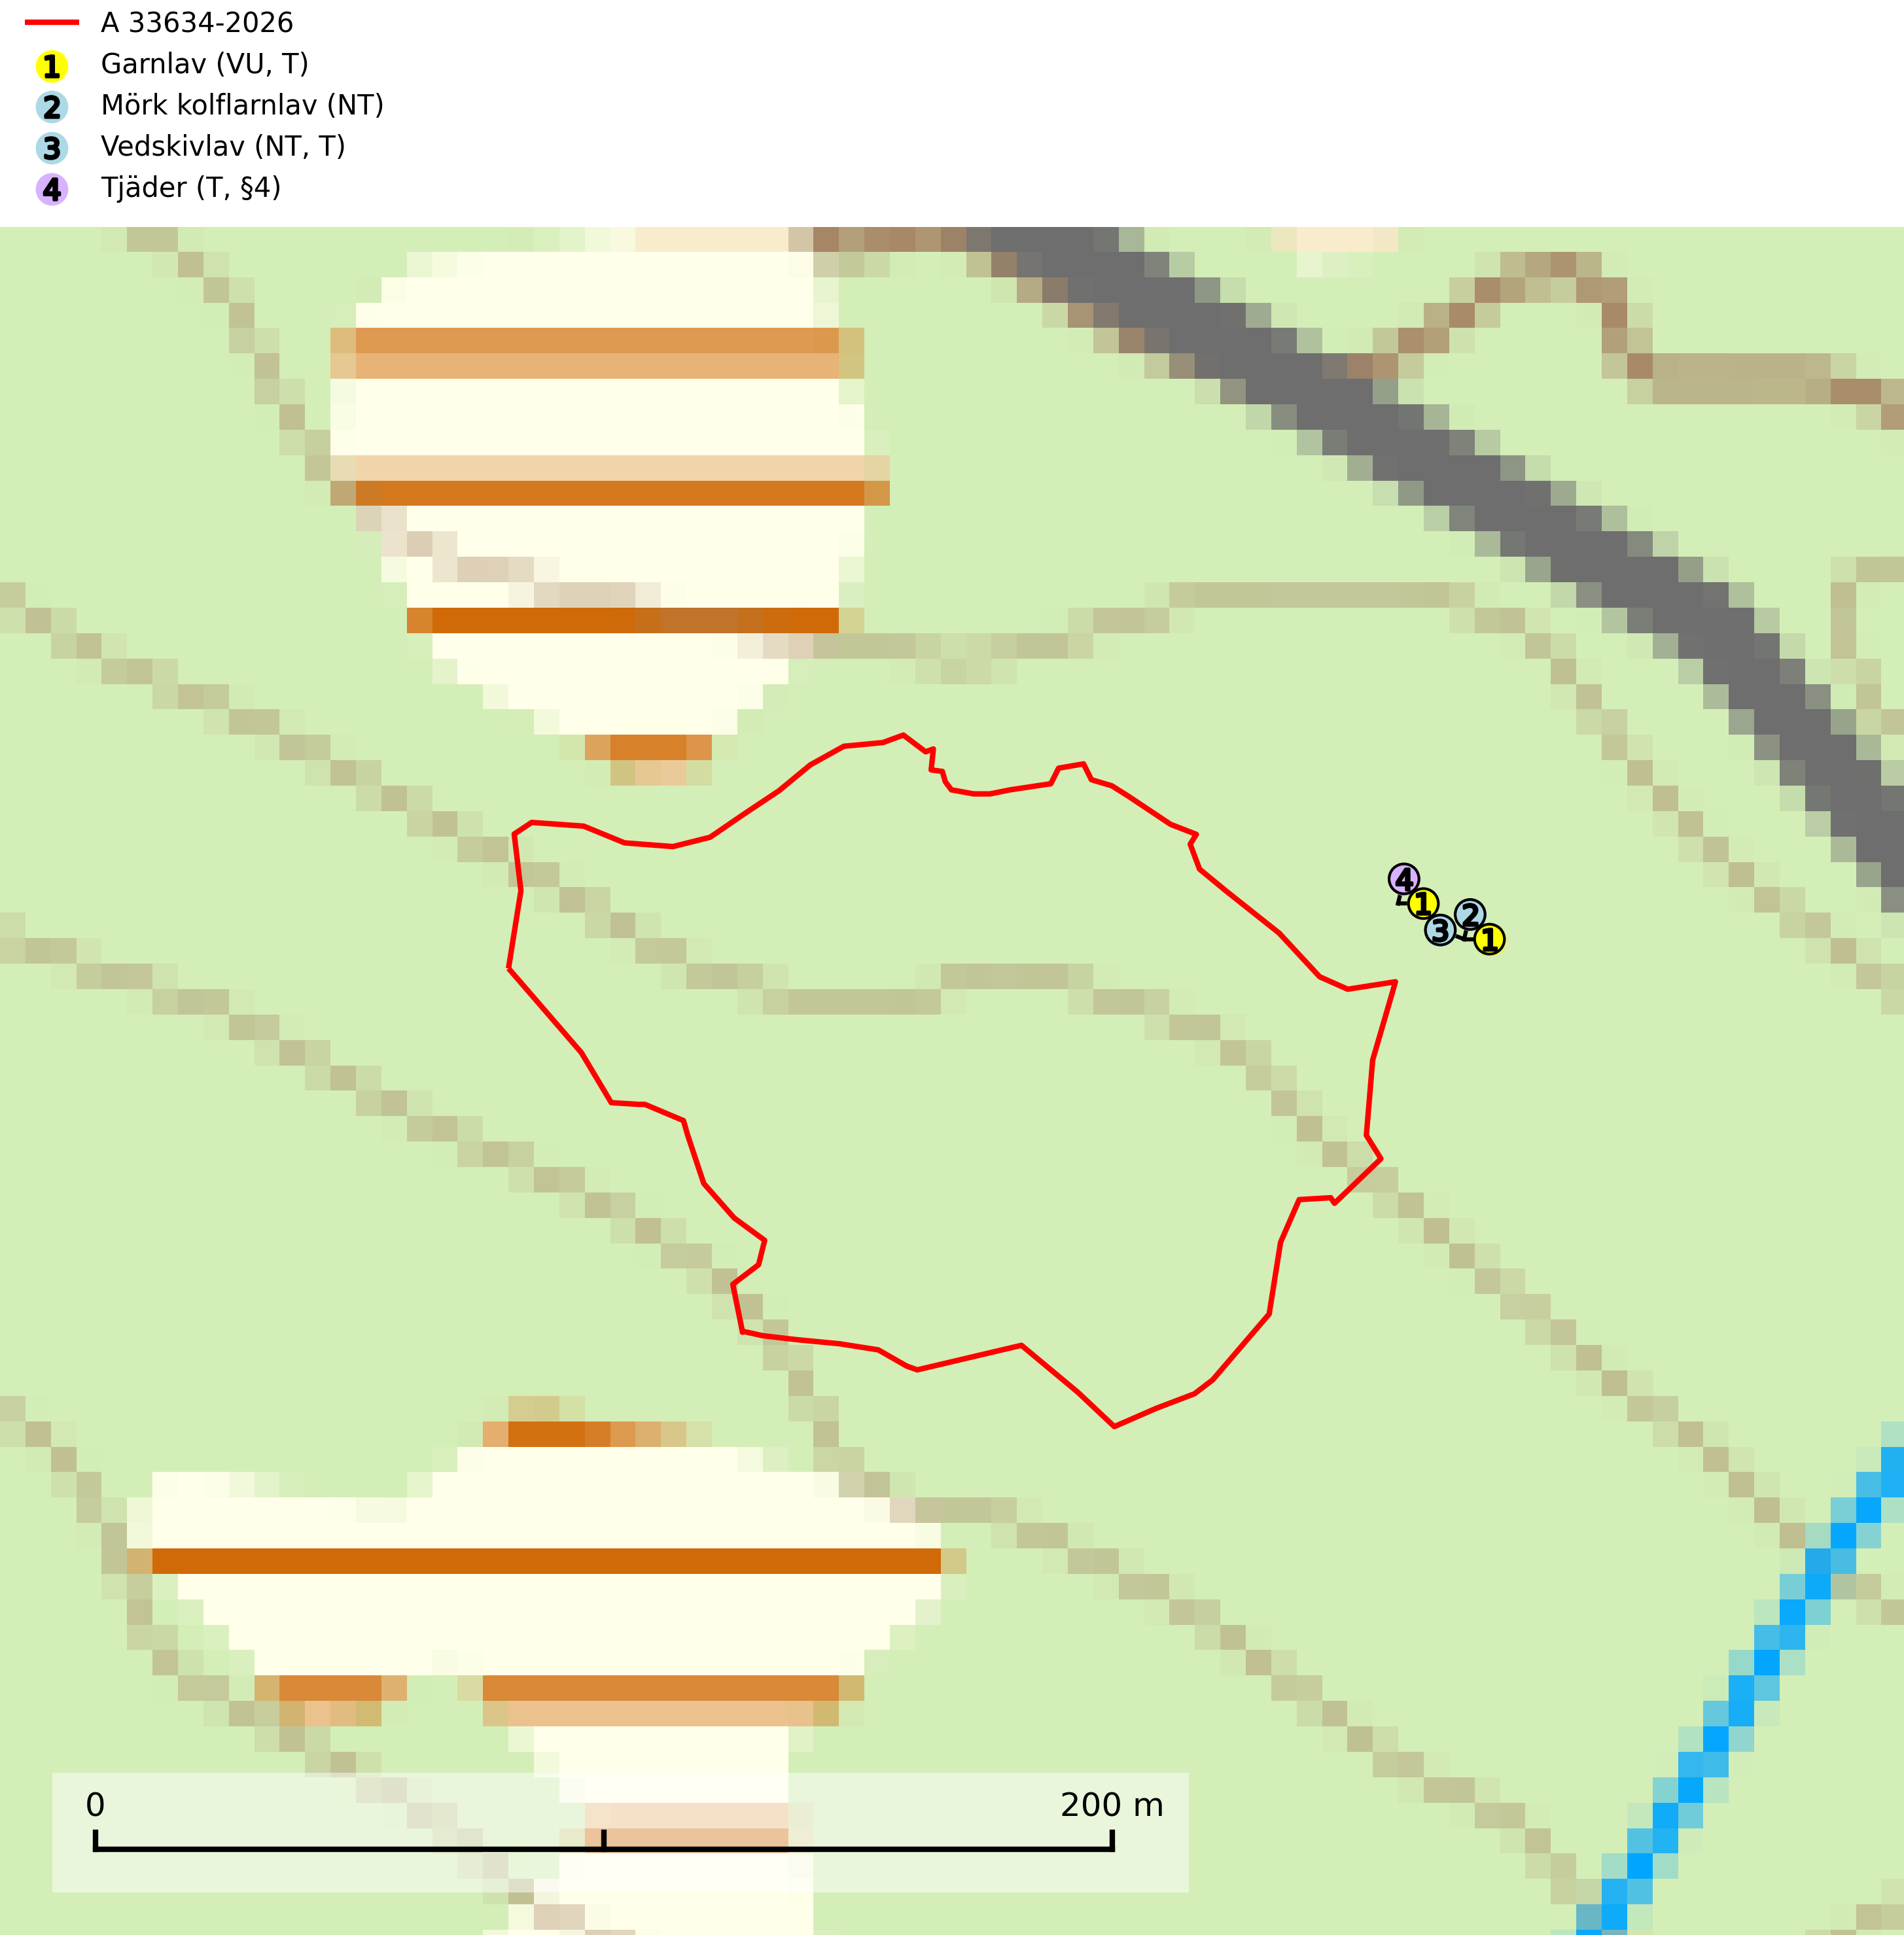 A 33634-2026
1 Garnlav (VU, T)
2 Mörk kolflarnlav (NT)
3 Vedskivlav (NT, T)
4 Tjäder (T, §4)
4
1
2
3
1
0 200 m